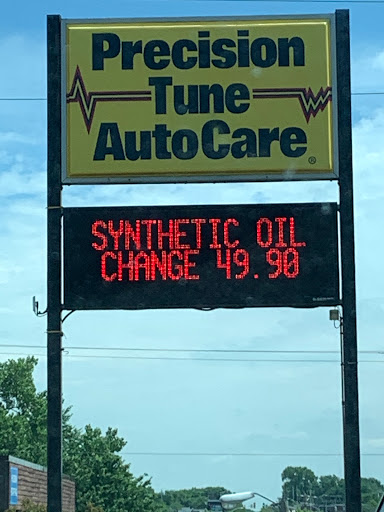 Precision
Tune
AutoCare®
SYNTHETIC OIL
CHANGE 49.90